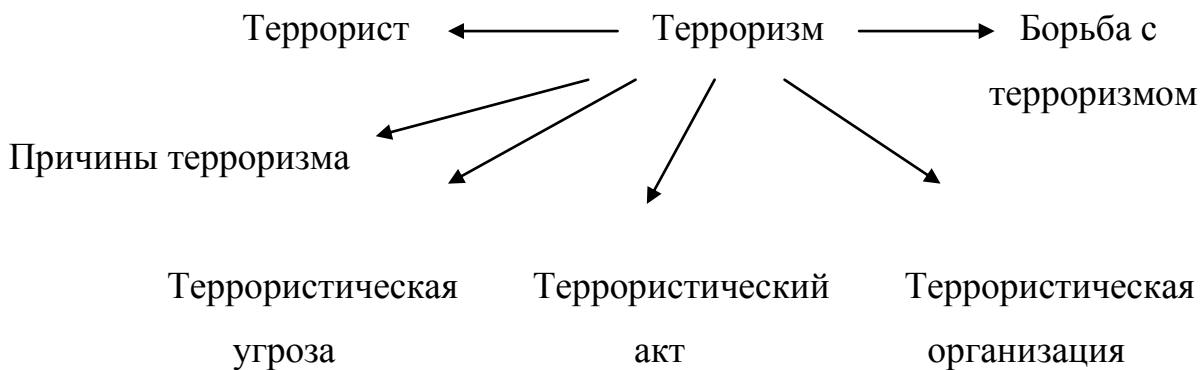 Террорист Терроризм Борьба с
терроризмом
Причины терроризма
Террористическая Террористический Террористическая
угроза акт организация